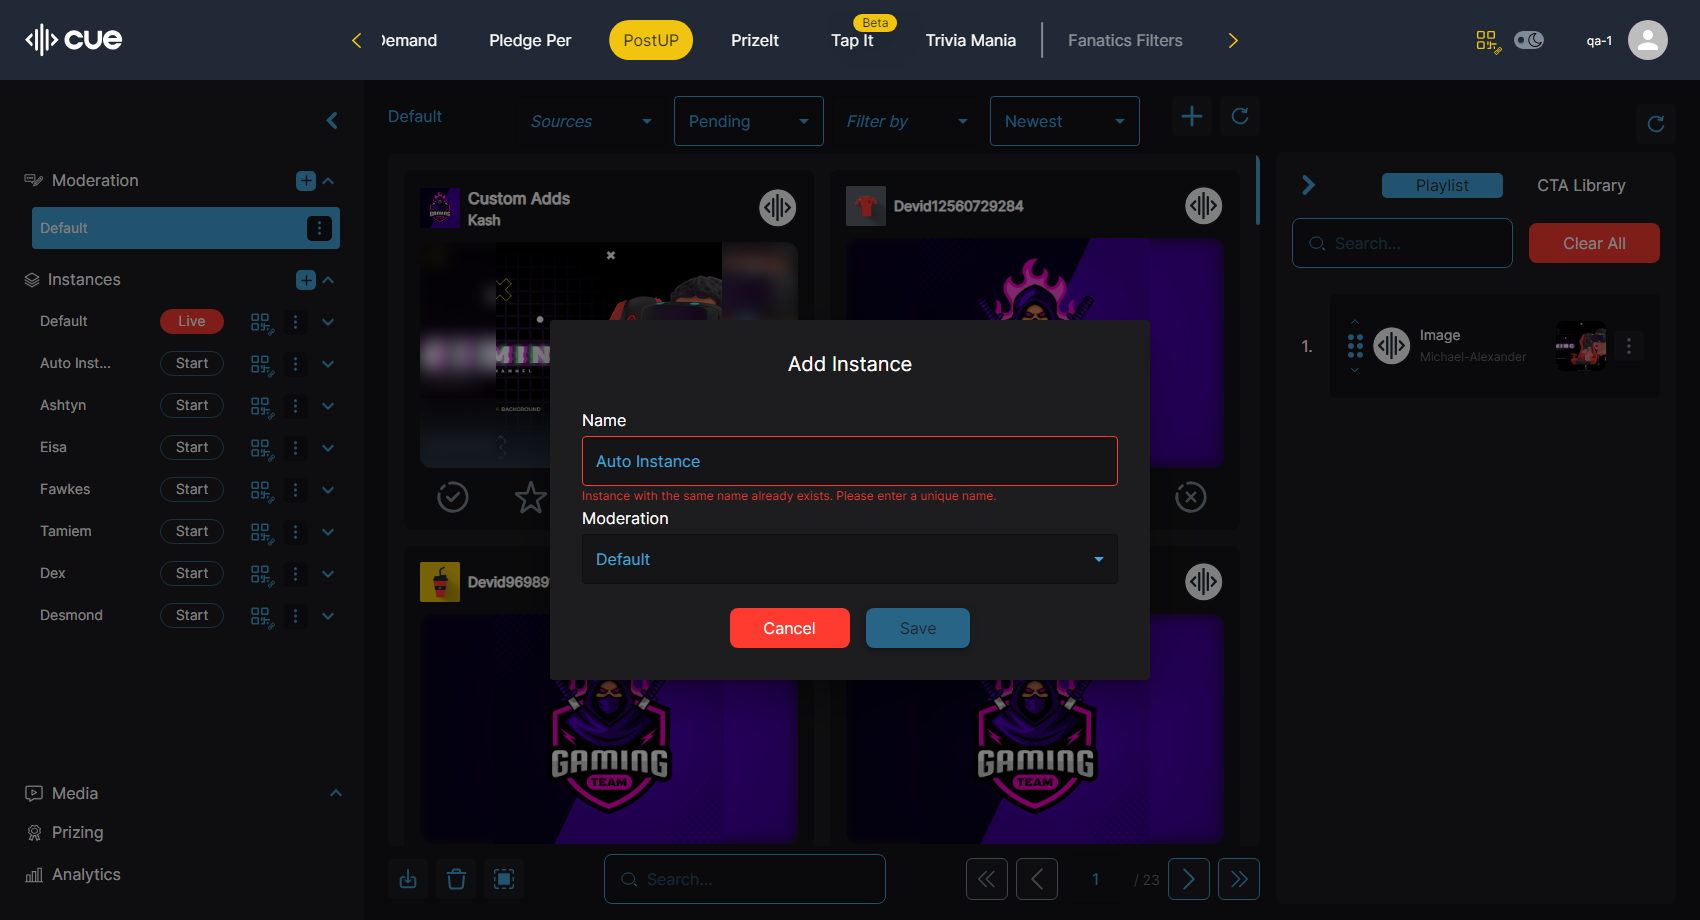 cue
Demand
Pledge Per
PostUP
PrizeIt
Beta
Tap It
Trivia Mania
Fanatics Filters
qa-1
Moderation
Default
Instances
Default
Live
Auto Inst...
Start
Ashtyn
Start
Eisa
Start
Fawkes
Start
Tamiem
Start
Dex
Start
Desmond
Start
Media
Prizing
Analytics
Default
Sources
Pending
Filter by
Newest
Custom Adds
Kash
BACKGROUND
Devid12560729284
Devid96989
GAMING
TEAM
GAMING
TEAM
Add Instance
Name
Auto Instance
Instance with the same name already exists. Please enter a unique name.
Moderation
Default
Cancel
Save
Search...
1
/ 23
Playlist
CTA Library
Search...
Clear All
1.
Image
Michael-Alexander